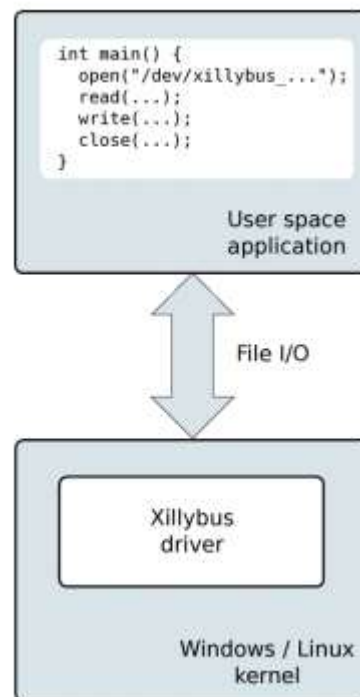 int main() {
  open("/dev/xillybus_...");
  read(...);
  write(...);
  close(...);
}
User space
application
File I/O
Xillybus
driver
Windows / Linux
kernel